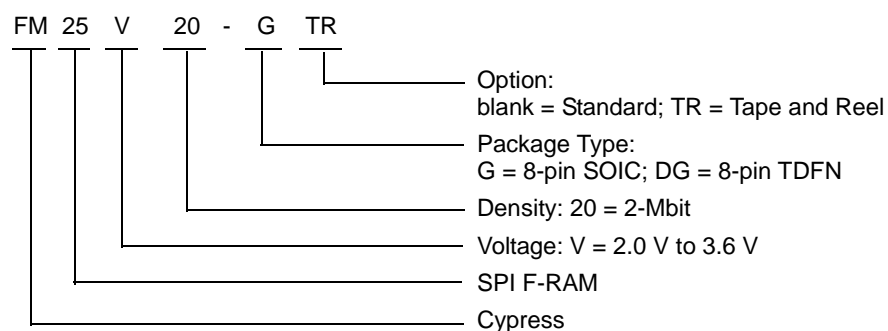 FM 25 V 20 - G TR
Option:
blank = Standard; TR = Tape and Reel
Package Type:
G = 8-pin SOIC; DG = 8-pin TDFN
Density: 20 = 2-Mbit
Voltage: V = 2.0 V to 3.6 V
SPI F-RAM
Cypress